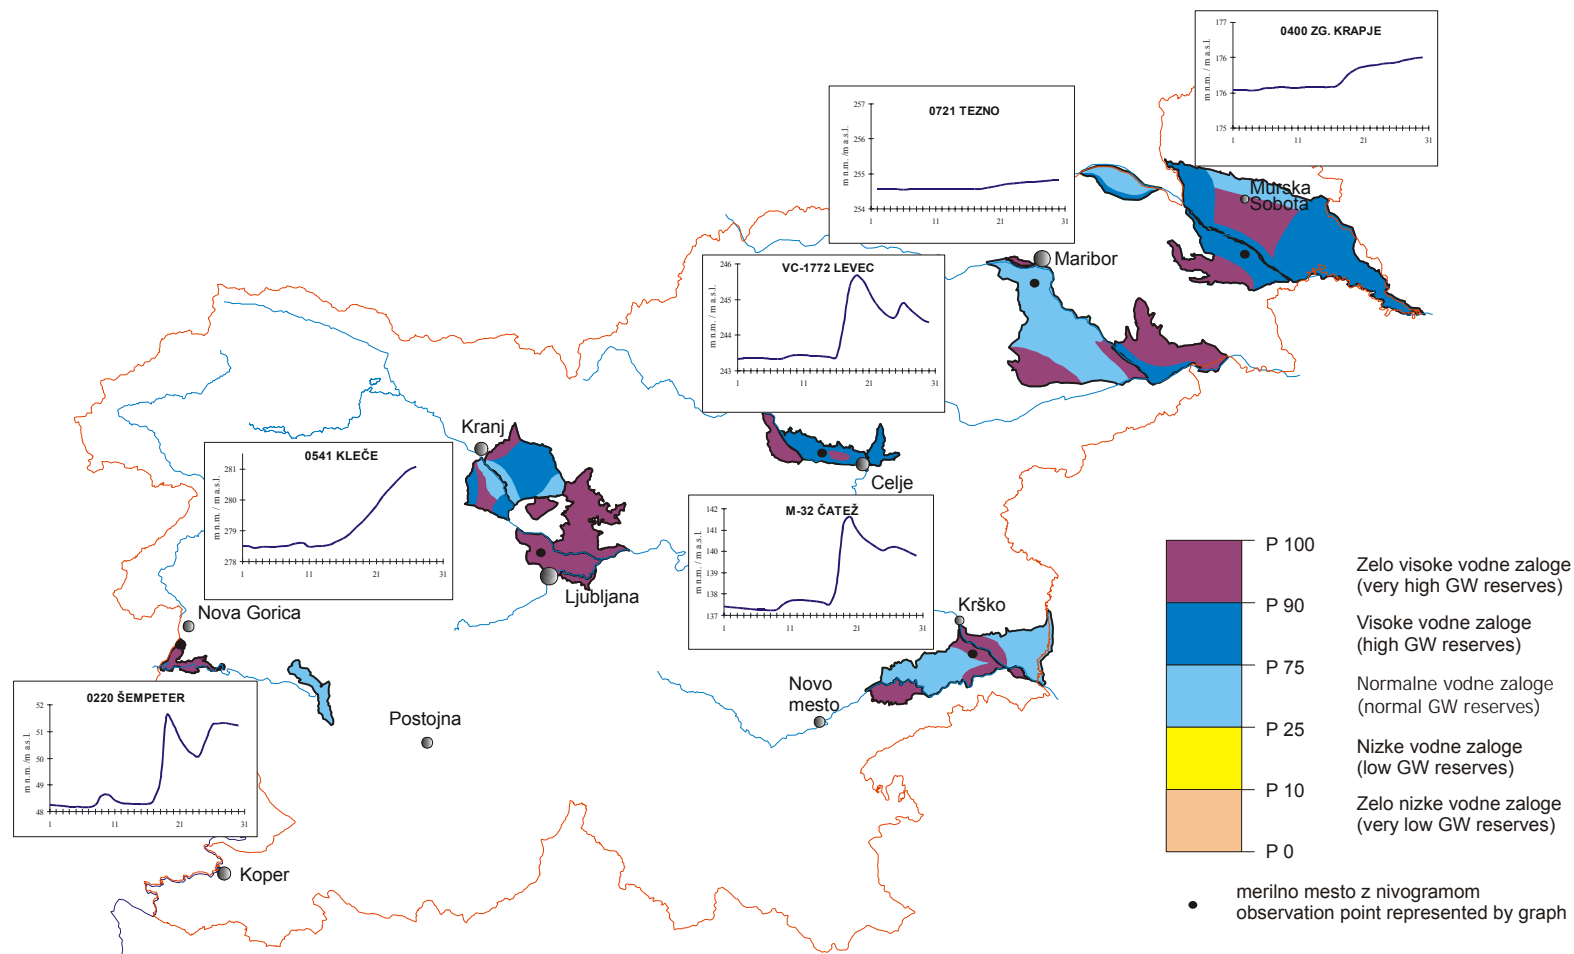 0400 ZG. KRAPJE
m n.m. / m a.s.l.
177
176
176
175
1
11
21
31
0721 TEZNO
m n.m. /m a.s.l.
257
256
255
254
1
11
21
31
Murska
Sobota
Maribor
VC-1772 LEVEC
m n.m. / m a.s.l.
246
245
244
243
1
11
21
31
Kranj
Celje
0541 KLEČE
m n.m. / m a.s.l.
281
280
279
278
1
11
21
31
M-32 ČATEŽ
m n.m. / m a.s.l.
142
141
140
138
137
1
11
21
31
Ljubljana
Krško
Nova Gorica
Novo
mesto
Postojna
0220 ŠEMPETER
m n.m. /m a.s.l.
52
51
50
49
48
1
11
21
31
Koper
P 100
Zelo visoke vodne zaloge
(very high GW reserves)
P 90
Visoke vodne zaloge
(high GW reserves)
P 75
Normalne vodne zaloge
(normal GW reserves)
P 25
Nizke vodne zaloge
(low GW reserves)
P 10
Zelo nizke vodne zaloge
(very low GW reserves)
P 0
merilno mesto z nivogramom
observation point represented by graph